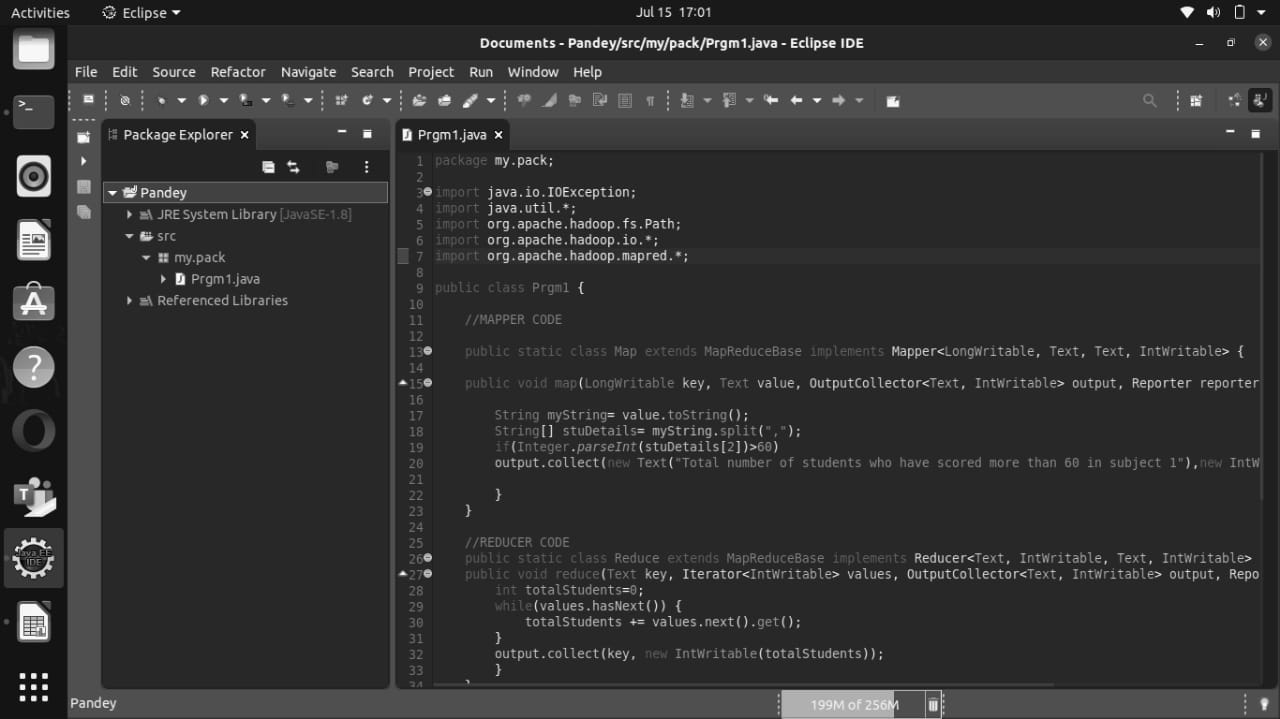 Activities Eclipse Jul 15 17:01
Documents - Pandey/src/my/pack/Prgm1.java - Eclipse IDE
File Edit Source Refactor Navigate Search Project Run Window Help
Package Explorer
Pandey
JRE System Library [JavaSE-1.8]
src
my.pack
Prgm1.java
Referenced Libraries
Prgm1.java
1 package my.pack;
2
3 import java.io.IOException;
4 import java.util.*;
5 import org.apache.hadoop.fs.Path;
6 import org.apache.hadoop.io.*;
7 import org.apache.hadoop.mapred.*;
8
9 public class Prgm1 {
10
11 //MAPPER CODE
12
13 public static class Map extends MapReduceBase implements Mapper<LongWritable, Text, Text, IntWritable> {
14
15 public void map(LongWritable key, Text value, OutputCollector<Text, IntWritable> output, Reporter reporter
16
17 String myString= value.toString();
18 String[] stuDetails= myString.split(",");
19 if(Integer.parseInt(stuDetails[2])>60)
20 output.collect(new Text("Total number of students who have scored more than 60 in subject 1"),new IntW
21
22 }
23 }
24
25 //REDUCER CODE
26 public static class Reduce extends MapReduceBase implements Reducer<Text, IntWritable, Text, IntWritable>
27 public void reduce(Text key, Iterator<IntWritable> values, OutputCollector<Text, IntWritable> output, Repo
28 int totalStudents=0;
29 while(values.hasNext()) {
30 totalStudents += values.next().get();
31 }
32 output.collect(key, new IntWritable(totalStudents));
33 }
34
Pandey
199M of 256M
Java EE
IDE
T